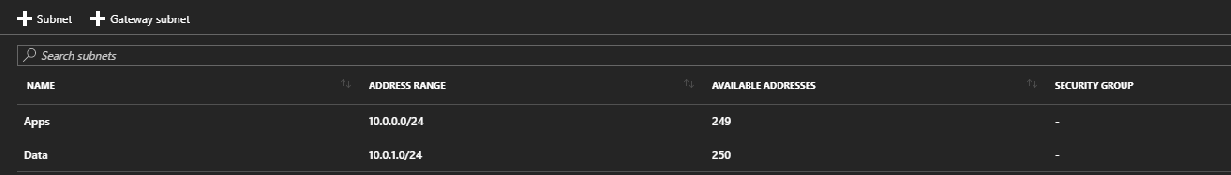 Subnet Gateway subnet
Search subnets
NAME ADDRESS RANGE AVAILABLE ADDRESSES SECURITY GROUP
Apps 10.0.0.0/24 249 -
Data 10.0.1.0/24 250 -